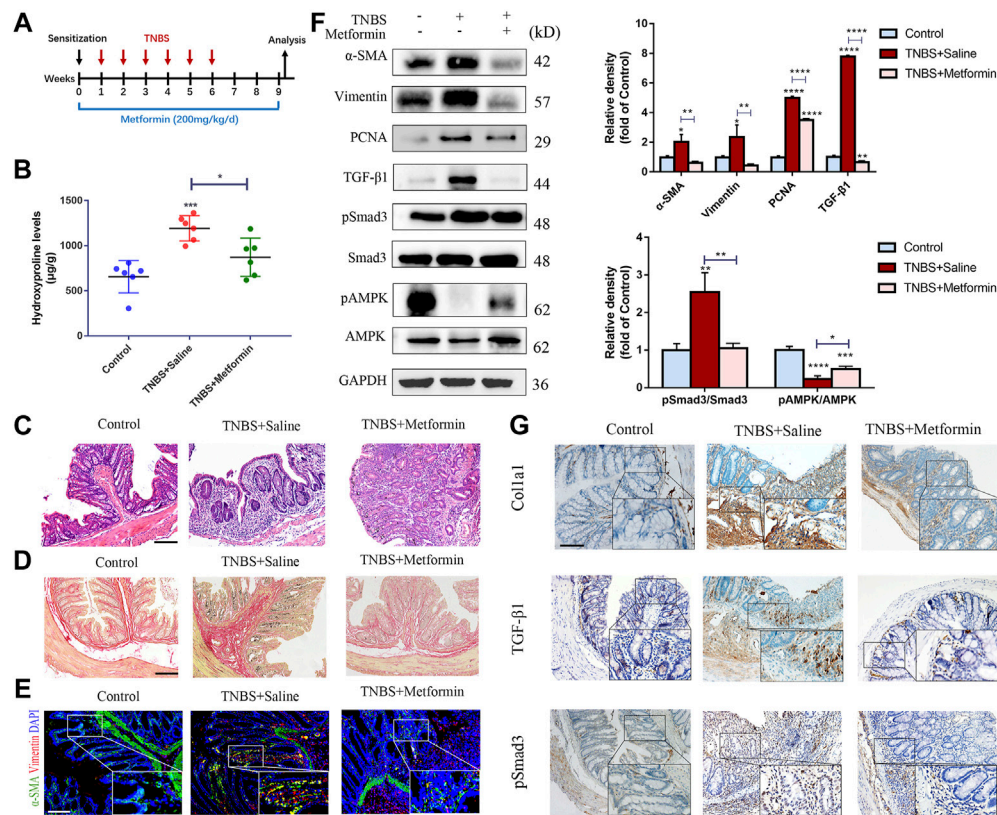 A
Sensitization TNBS Analysis
Weeks
0 1 2 3 4 5 6 7 8 9
Metformin (200mg/kg/d)
B
*
***
Hydroxyproline levels
(μg/g)
1500
1000
500
0
Control
TNBS+Saline
TNBS+Metformin
F
TNBS - + +
Metformin - - + (kD)
α-SMA 42
Vimentin 57
PCNA 29
TGF-β1 44
pSmad3 48
Smad3 48
pAMPK 62
AMPK 62
GAPDH 36
Relative density
(fold of Control)
8
6
4
2
0
* ** * ** **** **** **** **** **** **
α-SMA
Vimentin
PCNA
TGF-β1
Control
TNBS+Saline
TNBS+Metformin
Relative density
(fold of Control)
4
3
2
1
0
** ** **** * ***
pSmad3/Smad3 pAMPK/AMPK
Control
TNBS+Saline
TNBS+Metformin
C
Control TNBS+Saline TNBS+Metformin
D
Control TNBS+Saline TNBS+Metformin
E
Control TNBS+Saline TNBS+Metformin
α-SMA Vimentin DAPI
G
Control TNBS+Saline TNBS+Metformin
Col1a1
TGF-β1
pSmad3